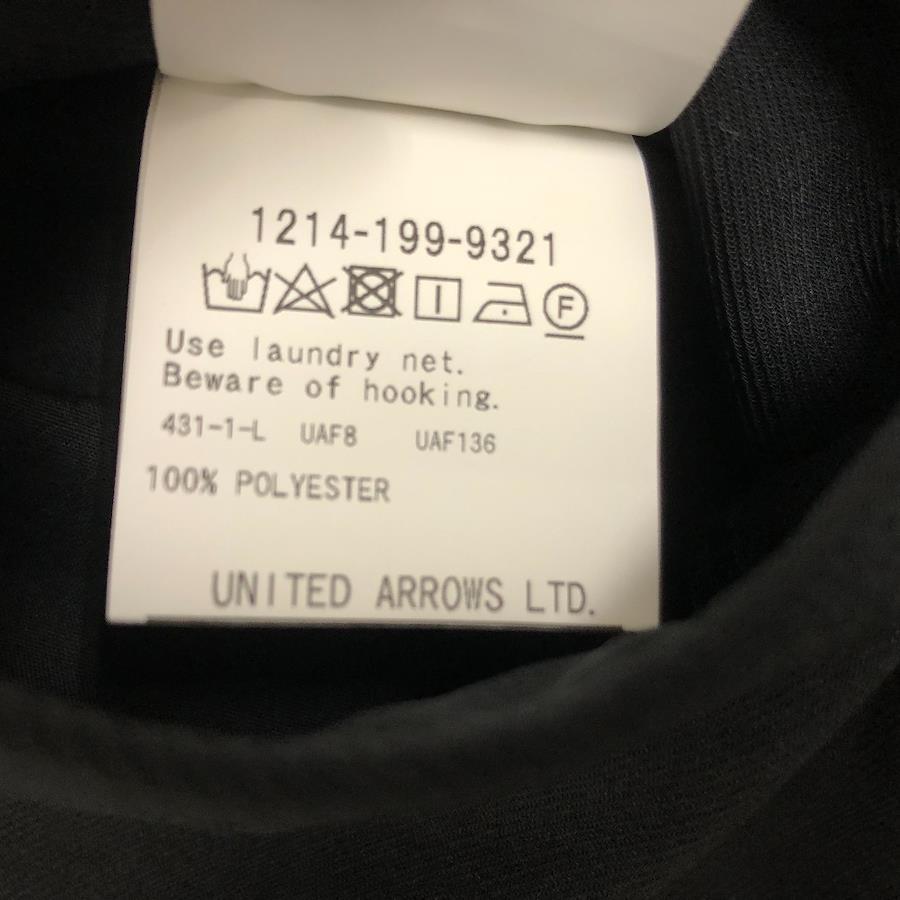 1214-199-9321
F
Use laundry net.
Beware of hooking.
431-1-L UAF8 UAF136
100% POLYESTER
UNITED ARROWS LTD.